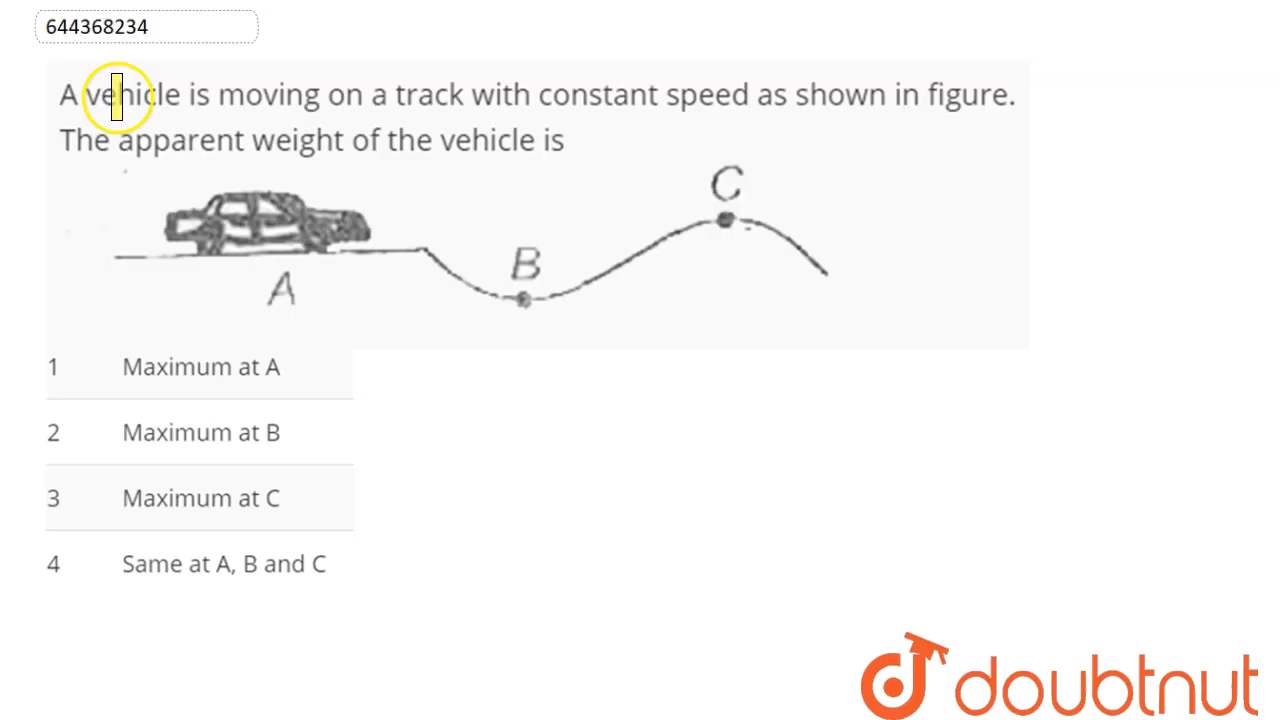 644368234
A vehicle is moving on a track with constant speed as shown in figure.
The apparent weight of the vehicle is
C
B
A
1 Maximum at A
2 Maximum at B
3 Maximum at C
4 Same at A, B and C
doubtnut